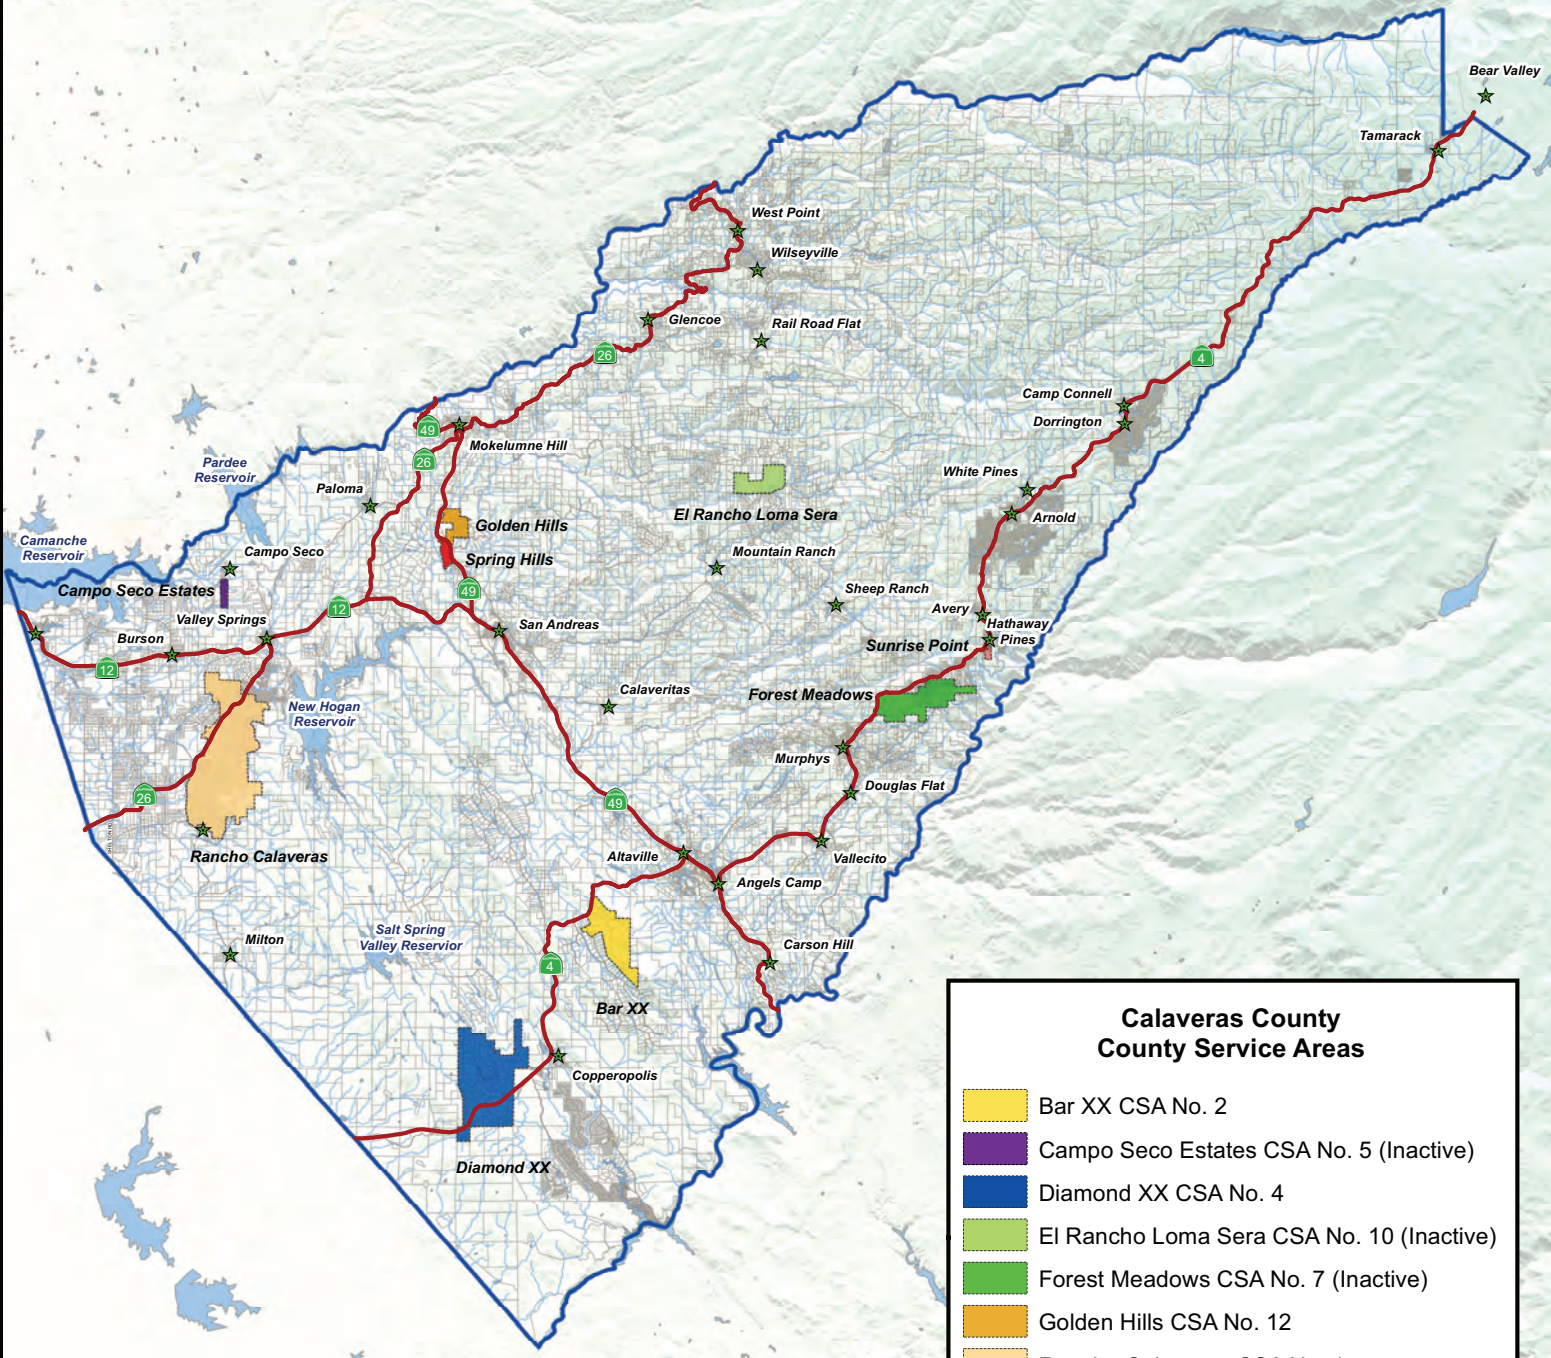 Bear Valley
Tamarack
West Point
Wilseyville
Glencoe
Rail Road Flat
26
4
Camp Connell
Dorrington
49
Mokelumne Hill
26
Pardee
Reservoir
White Pines
Paloma
El Rancho Loma Sera
Arnold
Golden Hills
Camanche
Reservoir
Campo Seco
Mountain Ranch
Spring Hills
Campo Seco Estates
49
Sheep Ranch
12
Avery
Valley Springs
San Andreas
Hathaway
Pines
Burson
Sunrise Point
12
Calaveritas
Forest Meadows
New Hogan
Reservoir
Murphys
Douglas Flat
26
49
Rancho Calaveras
Altaville
Vallecito
Angels Camp
Salt Spring
Valley Reservior
Milton
Carson Hill
4
Bar XX
Copperopolis
Diamond XX
Calaveras County
County Service Areas
Bar XX CSA No. 2
Campo Seco Estates CSA No. 5 (Inactive)
Diamond XX CSA No. 4
El Rancho Loma Sera CSA No. 10 (Inactive)
Forest Meadows CSA No. 7 (Inactive)
Golden Hills CSA No. 12